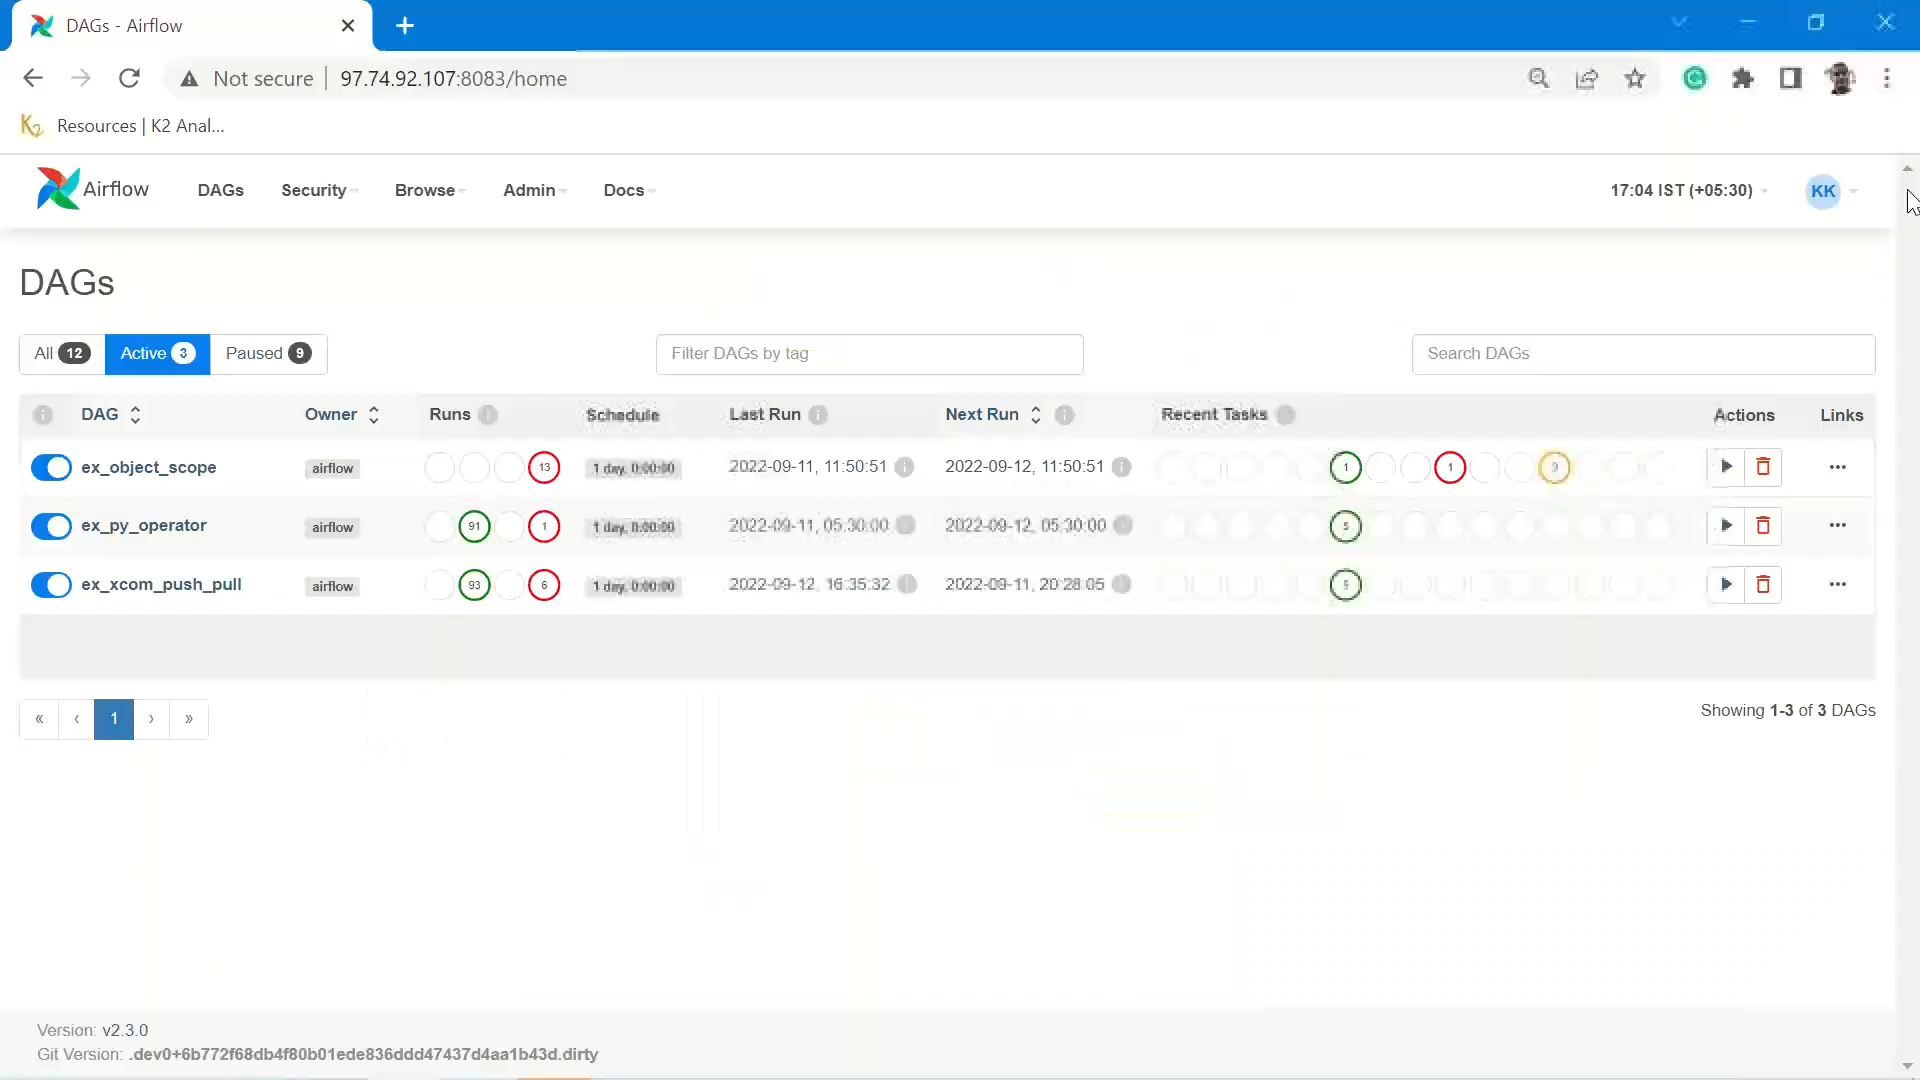 DAGs - Airflow
Not secure 97.74.92.107:8083/home
Resources | K2 Anal...
Airflow DAGs Security Browse Admin Docs 17:04 IST (+05:30) KK
DAGs
All 12 Active 3 Paused 9 Filter DAGs by tag Search DAGs
DAG Owner Runs Schedule Last Run Next Run Recent Tasks Actions Links
ex_object_scope airflow 13 1 day, 0:00:00 2022-09-11, 11:50:51 2022-09-12, 11:50:51 1 1 9
ex_py_operator airflow 91 1 1 day, 0:00:00 2022-09-11, 05:30:00 2022-09-12, 05:30:00 5
ex_xcom_push_pull airflow 93 6 1 day, 0:00:00 2022-09-12, 16:35:32 2022-09-11, 20:28:05 5
« ‹ 1 › » Showing 1-3 of 3 DAGs
Version: v2.3.0
Git Version: .dev0+6b772f68db4f80b01ede836ddd47437d4aa1b43d.dirty